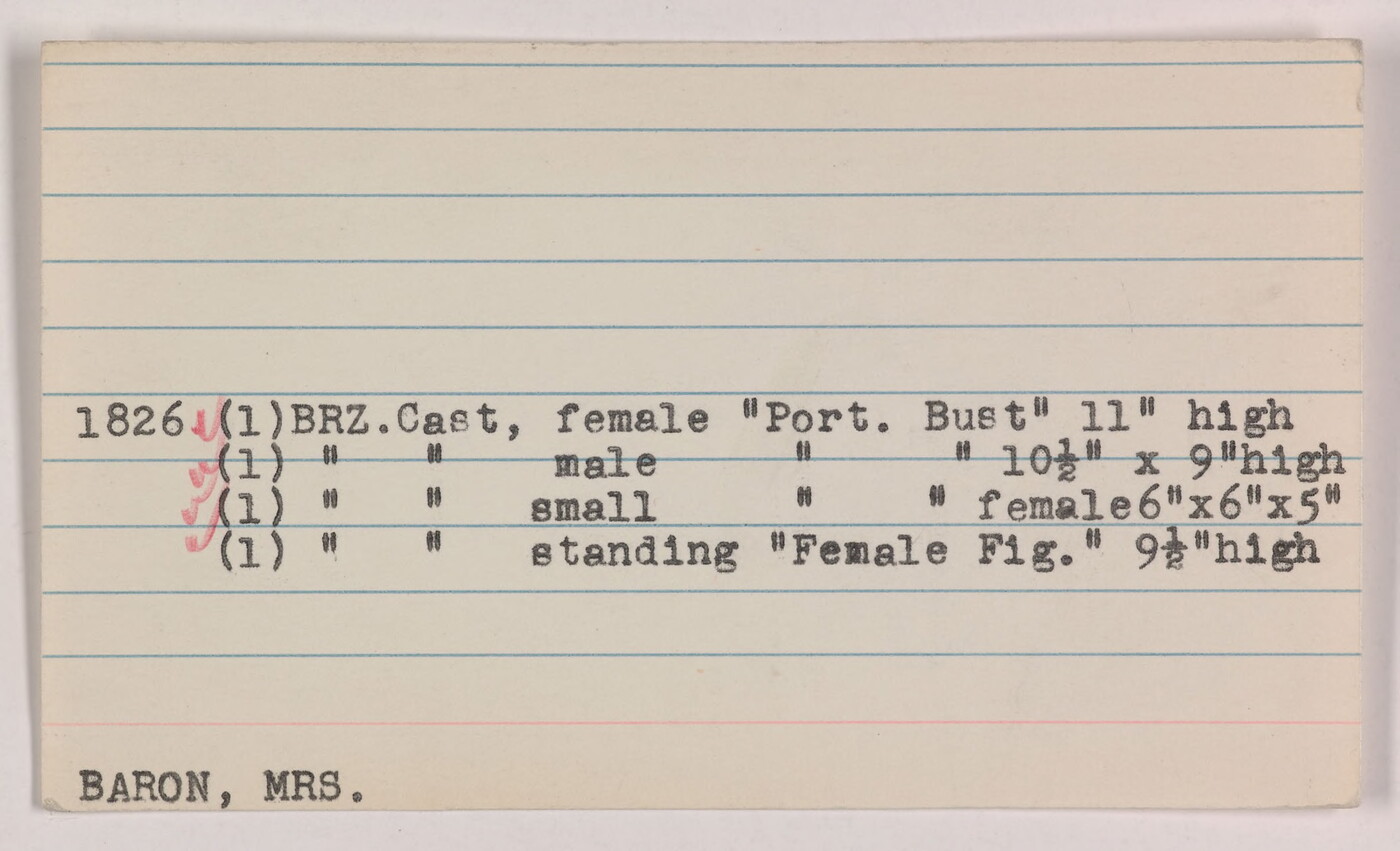 1826 (1)BRZ.Cast, female "Port. Bust" 11" high
(1) " " male " " 10½" x 9"high
(1) " " small " " female6"x6"x5"
(1) " " standing "Female Fig." 9½"high
BARON, MRS.